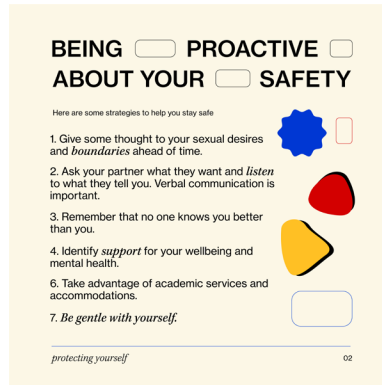 BEING PROACTIVE
ABOUT YOUR SAFETY
Here are some strategies to help you stay safe
1. Give some thought to your sexual desires
and boundaries ahead of time.
2. Ask your partner what they want and listen
to what they tell you. Verbal communication is
important.
3. Remember that no one knows you better
than you.
4. Identify support for your wellbeing and
mental health.
6. Take advantage of academic services and
accommodations.
7. Be gentle with yourself.
protecting yourself
02